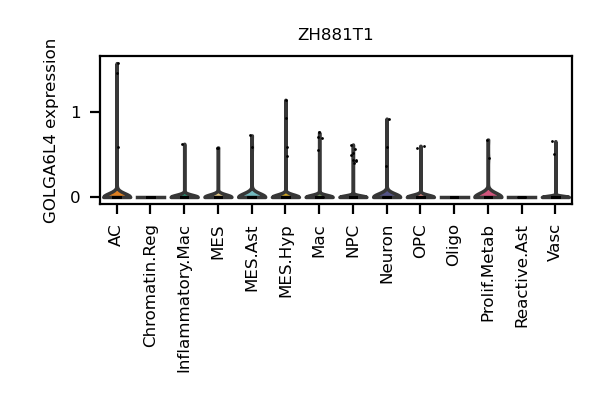 ZH881T1
GOLGA6L4 expression
1
0
AC
Chromatin.Reg
Inflammatory.Mac
MES
MES.Ast
MES.Hyp
Mac
NPC
Neuron
OPC
Oligo
Prolif.Metab
Reactive.Ast
Vasc